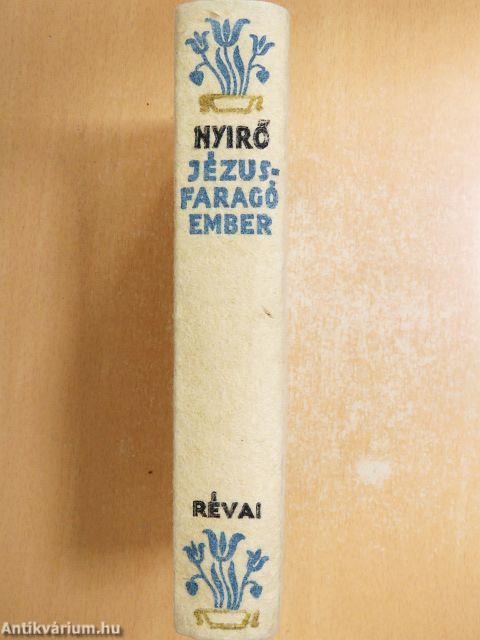 NYIRŐ
JÉZUS-
FARAGÓ
EMBER
RÉVAI
Antikvárium.hu